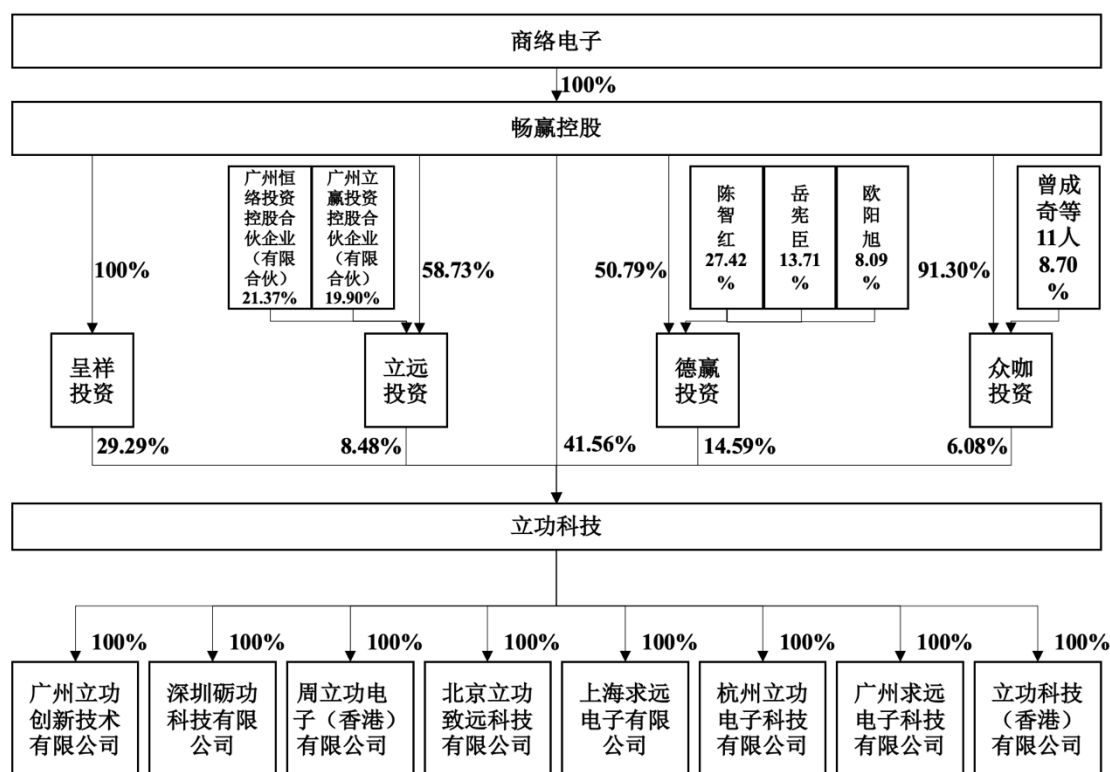 商络电子
100%
畅赢控股
100%
广州恒
络投资
控股合
伙企业
（有限
合伙）
21.37%
广州立
赢投资
控股合
伙企业
（有限
合伙）
19.90%
58.73%
50.79%
陈
智
红
27.42
%
岳
宪
臣
13.71
%
欧
阳
旭
8.09
%
91.30%
曾成
奇等
11人
8.70
%
呈祥
投资
立远
投资
德赢
投资
众咖
投资
29.29%
8.48%
41.56%
14.59%
6.08%
立功科技
100%
100%
100%
100%
100%
100%
100%
100%
广州立功
创新技术
有限公司
深圳砺功
科技有限
公司
周立功电
子（香港）
有限公司
北京立功
致远科技
有限公司
上海求远
电子有限
公司
杭州立功
电子科技
有限公司
广州求远
电子科技
有限公司
立功科技
（香港）
有限公司